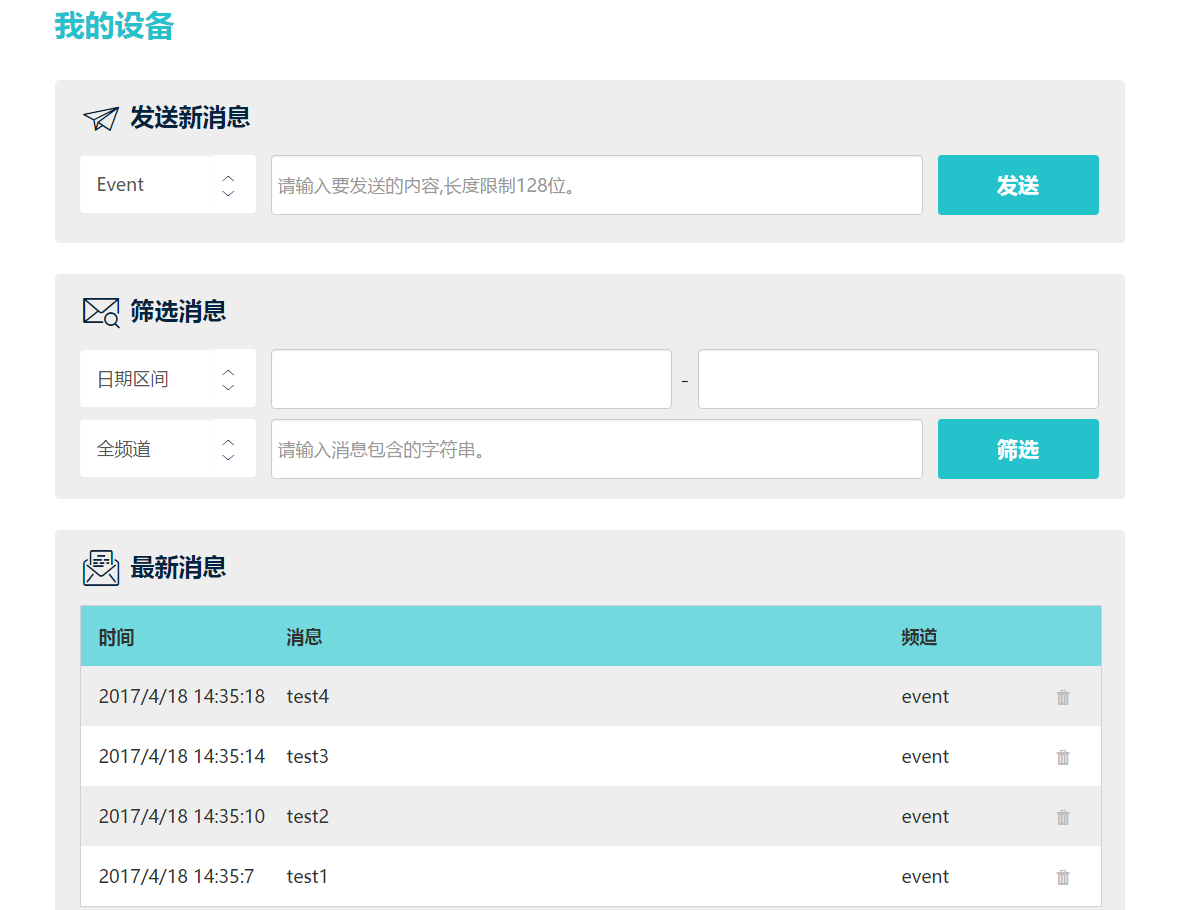 我的设备
发送新消息
Event 请输入要发送的内容,长度限制128位。 发送
筛选消息
日期区间 -
全频道 请输入消息包含的字符串。 筛选
最新消息
时间 消息 频道
2017/4/18 14:35:18 test4 event
2017/4/18 14:35:14 test3 event
2017/4/18 14:35:10 test2 event
2017/4/18 14:35:7 test1 event